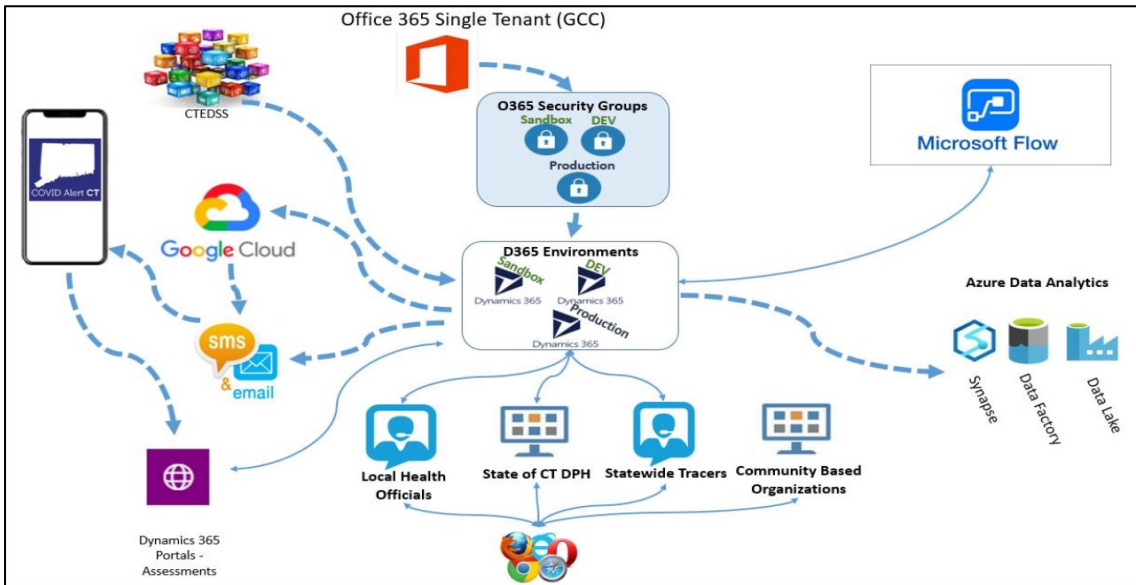 Office 365 Single Tenant (GCC)
CTEDSS
O365 Security Groups
Sandbox
DEV
Production
Microsoft Flow
COVID Alert CT
Google Cloud
D365 Environments
Sandbox
DEV
Dynamics 365
Dynamics 365
Production
Dynamics 365
Azure Data Analytics
Synapse
Data Factory
Data Lake
sms
& email
Local Health
Officials
State of CT DPH
Statewide Tracers
Community Based
Organizations
Dynamics 365
Portals -
Assessments